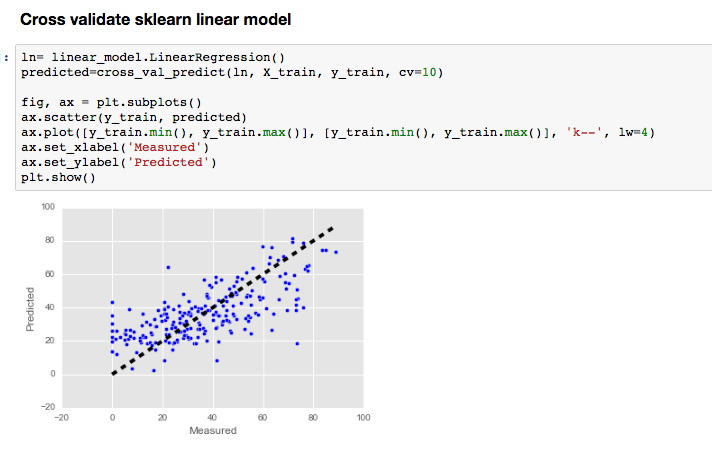 Cross validate sklearn linear model
: ln= linear_model.LinearRegression()
predicted=cross_val_predict(ln, X_train, y_train, cv=10)
fig, ax = plt.subplots()
ax.scatter(y_train, predicted)
ax.plot([y_train.min(), y_train.max()], [y_train.min(), y_train.max()], 'k--', lw=4)
ax.set_xlabel('Measured')
ax.set_ylabel('Predicted')
plt.show()
100
80
60
40
20
0
−20
Predicted
−20 0 20 40 60 80 100
Measured